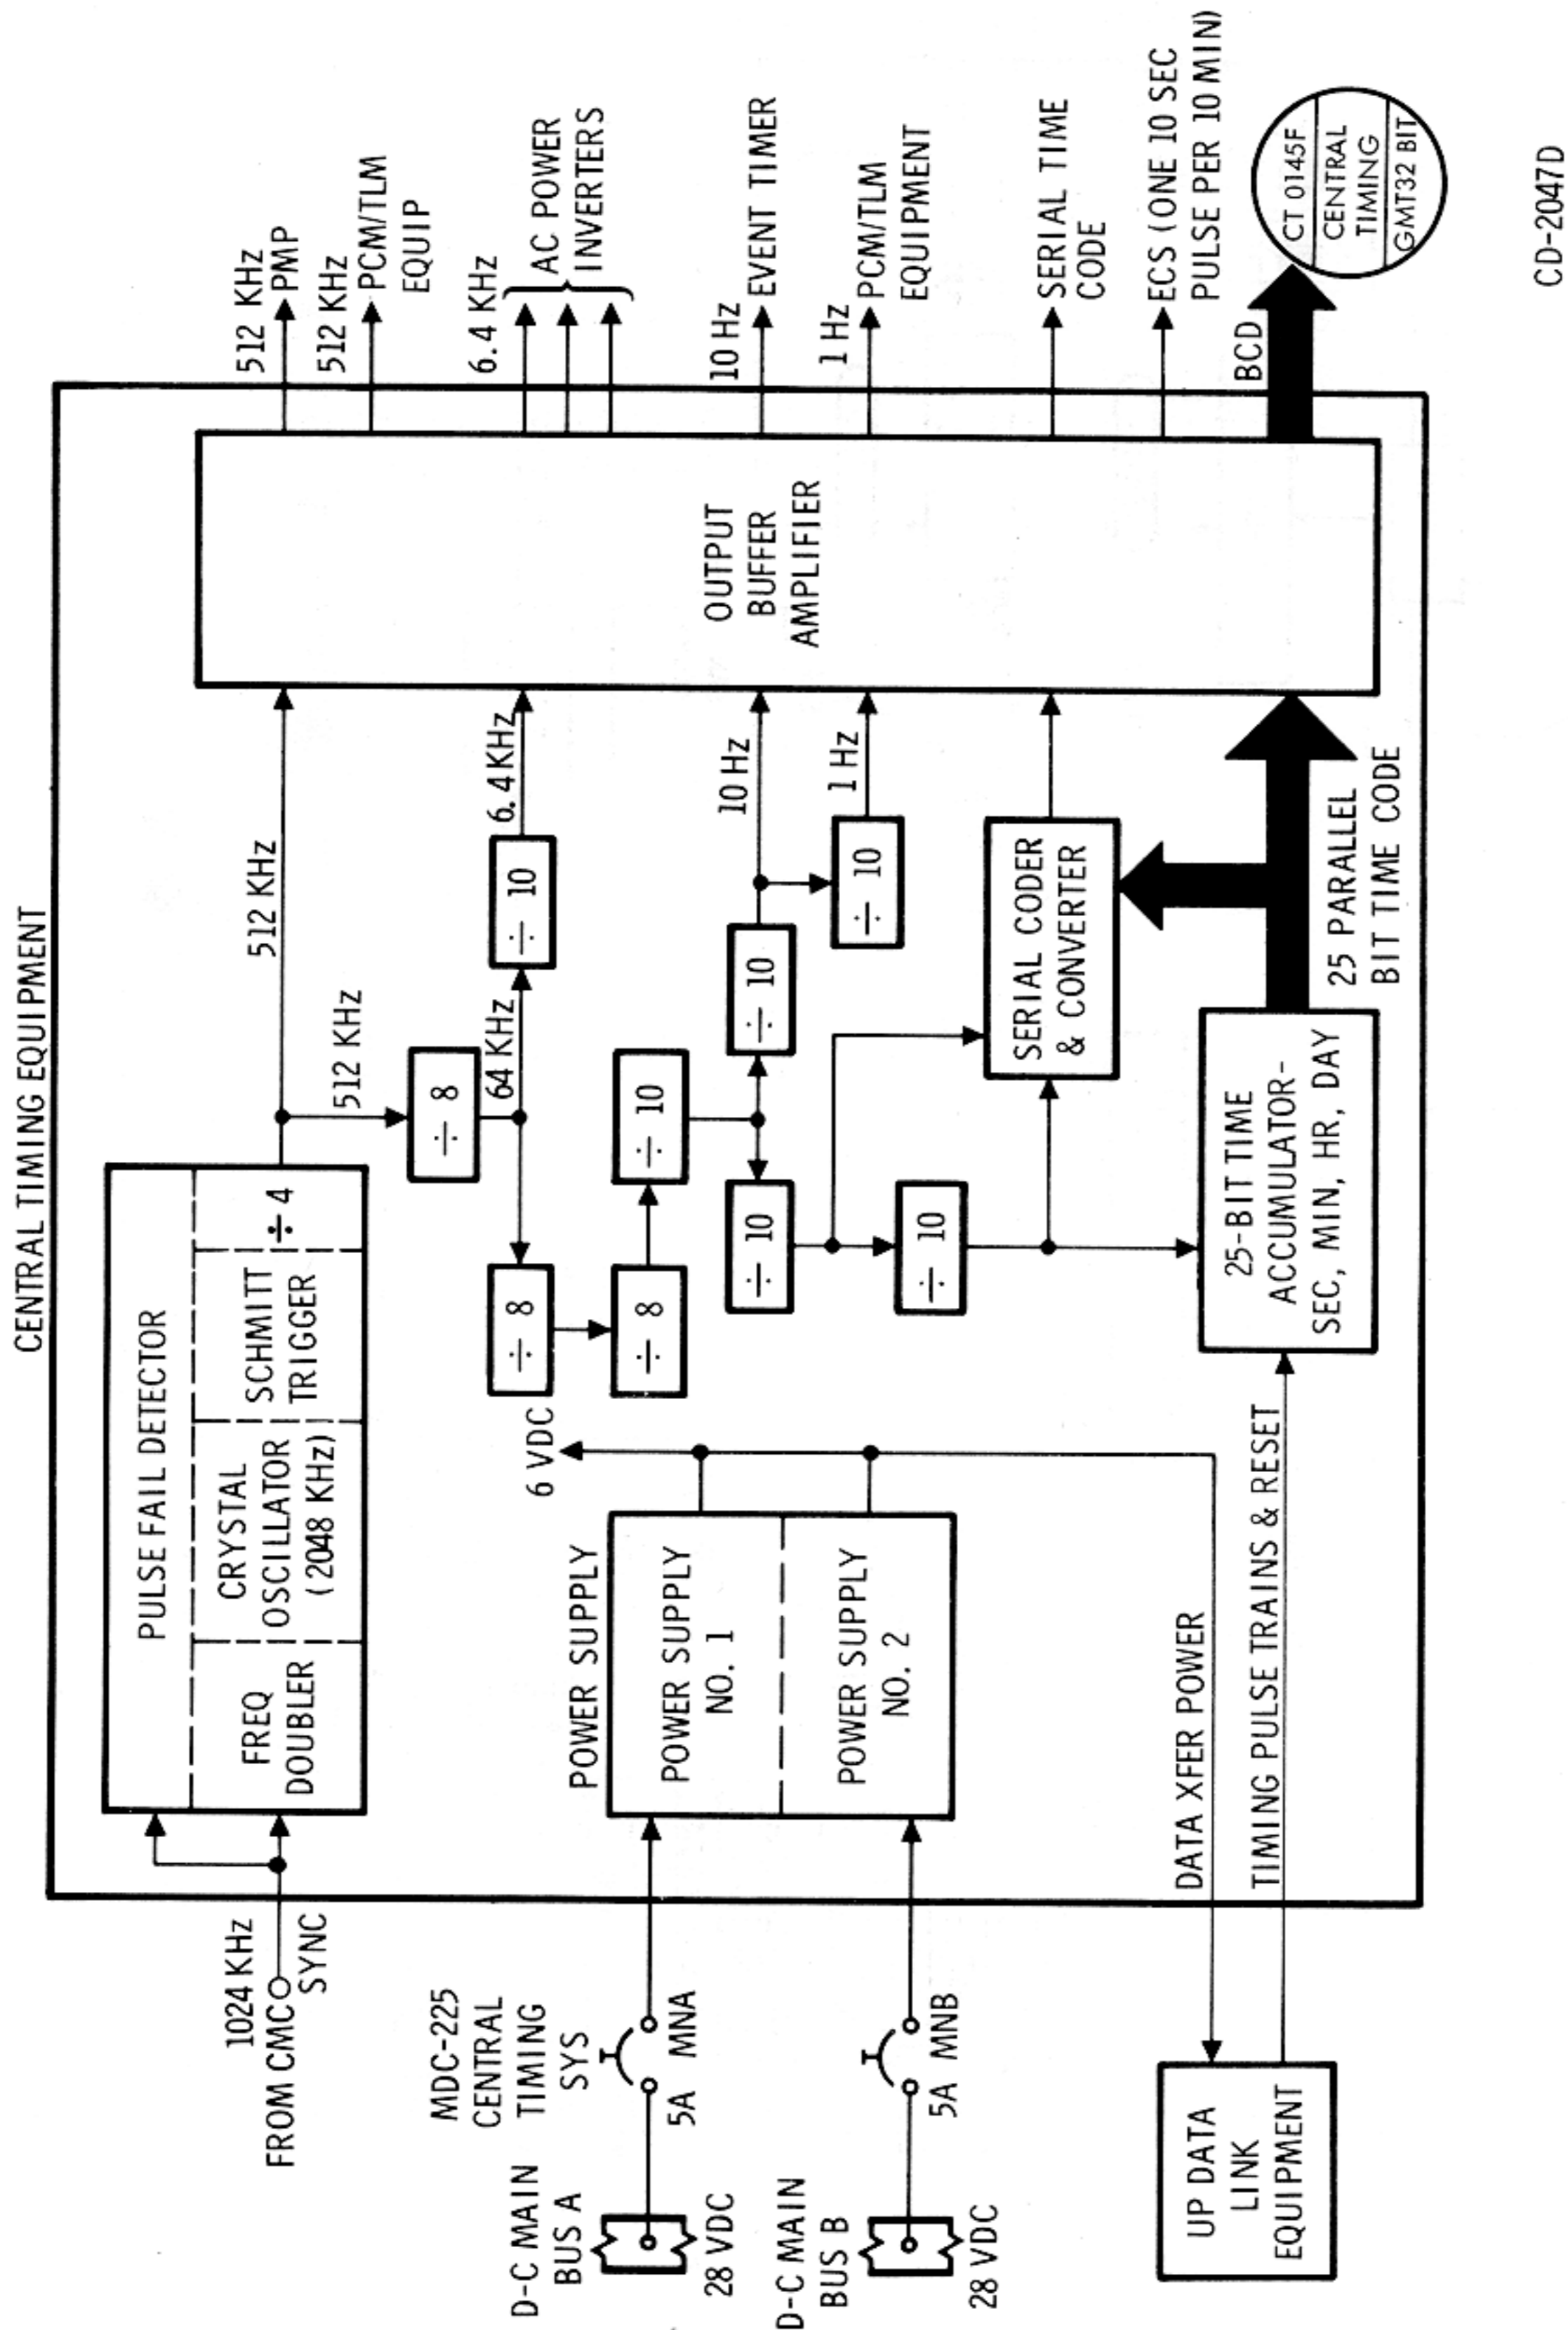 CENTRAL TIMING EQUIPMENT
1024 KHz
FROM CMC
SYNC
PULSE FAIL DETECTOR
FREQ
DOUBLER
CRYSTAL
OSCILLATOR
(2048 KHz)
SCHMITT
TRIGGER
÷ 4
512 KHz
512 KHz
÷ 8
64 KHz
÷ 10
6.4KHz
÷ 8
÷ 8
÷ 10
÷ 10
10 Hz
÷ 10
1 Hz
÷ 10
÷ 10
SERIAL CODER
& CONVERTER
25-BIT TIME
ACCUMULATOR-
SEC, MIN, HR, DAY
25 PARALLEL
BIT TIME CODE
OUTPUT
BUFFER
AMPLIFIER
512 KHz
PMP
512 KHz
PCM/TLM
EQUIP
6.4 KHz
AC POWER
INVERTERS
10 Hz
EVENT TIMER
1 Hz
PCM/TLM
EQUIPMENT
SERIAL TIME
CODE
ECS (ONE 10 SEC
PULSE PER 10 MIN)
BCD
CT 0145F
CENTRAL
TIMING
GMT32 BIT
MDC-225
CENTRAL
TIMING
SYS
D-C MAIN
BUS A
28 VDC
5A MNA
D-C MAIN
BUS B
28 VDC
5A MNB
POWER SUPPLY
POWER SUPPLY
NO. 1
POWER SUPPLY
NO. 2
6 VDC
DATA XFER POWER
TIMING PULSE TRAINS & RESET
UP DATA
LINK
EQUIPMENT
CD-2047D